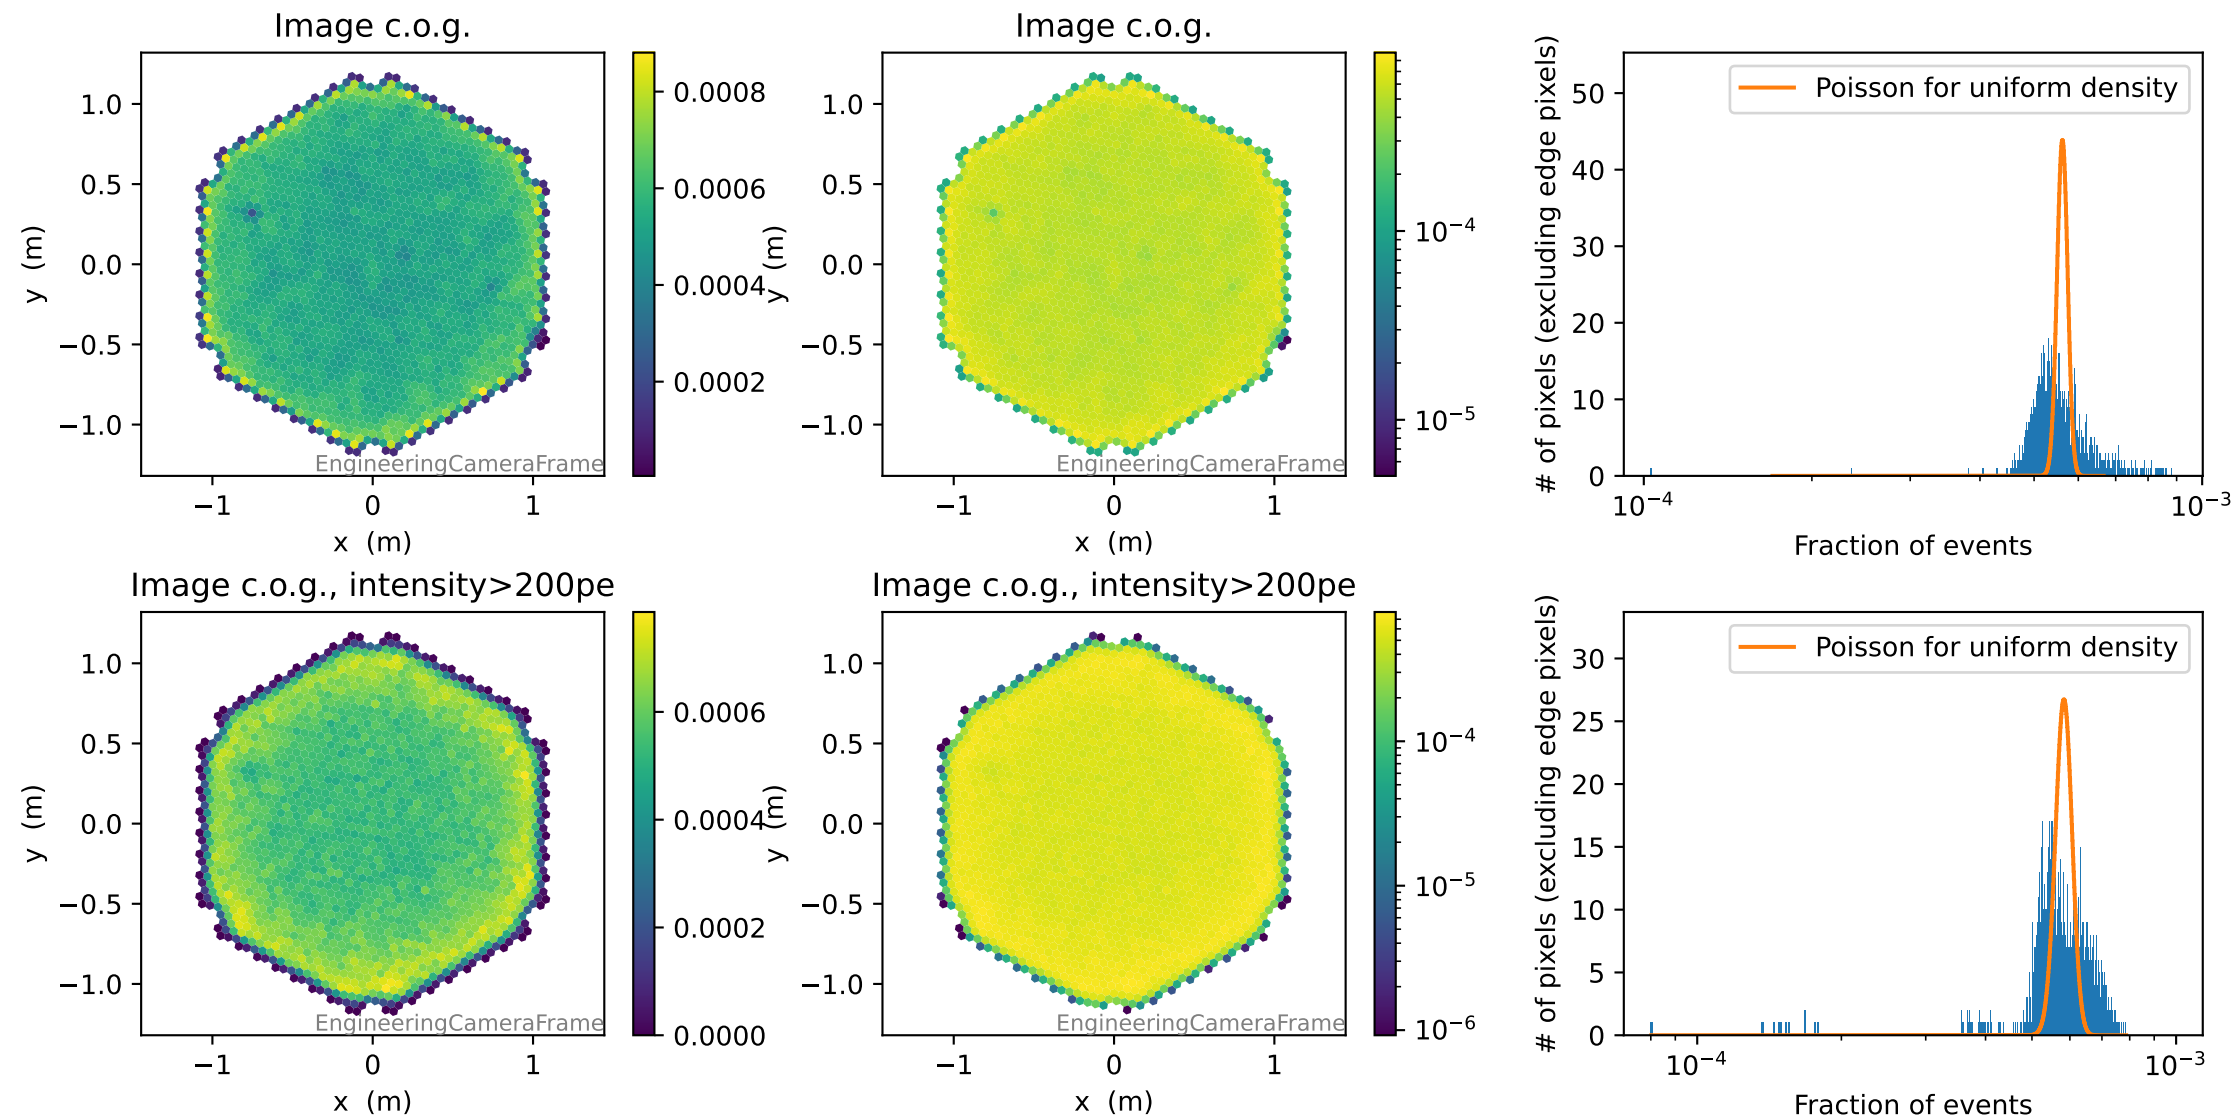 Image c.o.g.
1.0
0.5
0.0
−0.5
−1.0
y (m)
−1
0
1
x (m)
EngineeringCameraFrame
0.0008
0.0006
0.0004
0.0002
Image c.o.g.
1.0
0.5
0.0
−0.5
−1.0
y (m)
−1
0
1
x (m)
EngineeringCameraFrame
10⁻⁴
10⁻⁵
Poisson for uniform density
# of pixels (excluding edge pixels)
50
40
30
20
10
0
10⁻⁴
10⁻³
Fraction of events
Image c.o.g., intensity>200pe
1.0
0.5
0.0
−0.5
−1.0
y (m)
−1
0
1
x (m)
EngineeringCameraFrame
0.0006
0.0004
0.0002
0.0000
Image c.o.g., intensity>200pe
1.0
0.5
0.0
−0.5
−1.0
y (m)
−1
0
1
x (m)
EngineeringCameraFrame
10⁻⁴
10⁻⁵
10⁻⁶
Poisson for uniform density
# of pixels (excluding edge pixels)
30
25
20
15
10
5
0
10⁻⁴
10⁻³
Fraction of events